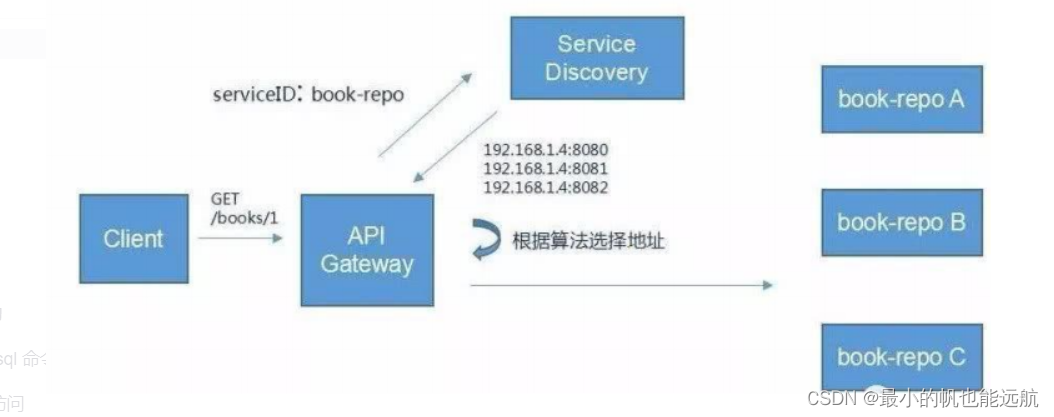 Service
Discovery
serviceID: book-repo
book-repo A
192.168.1.4:8080
192.168.1.4:8081
192.168.1.4:8082
GET
/books/1
Client
API
Gateway
根据算法选择地址
book-repo B
book-repo C
sql 命令
访问
CSDN @最小的帆也能远航